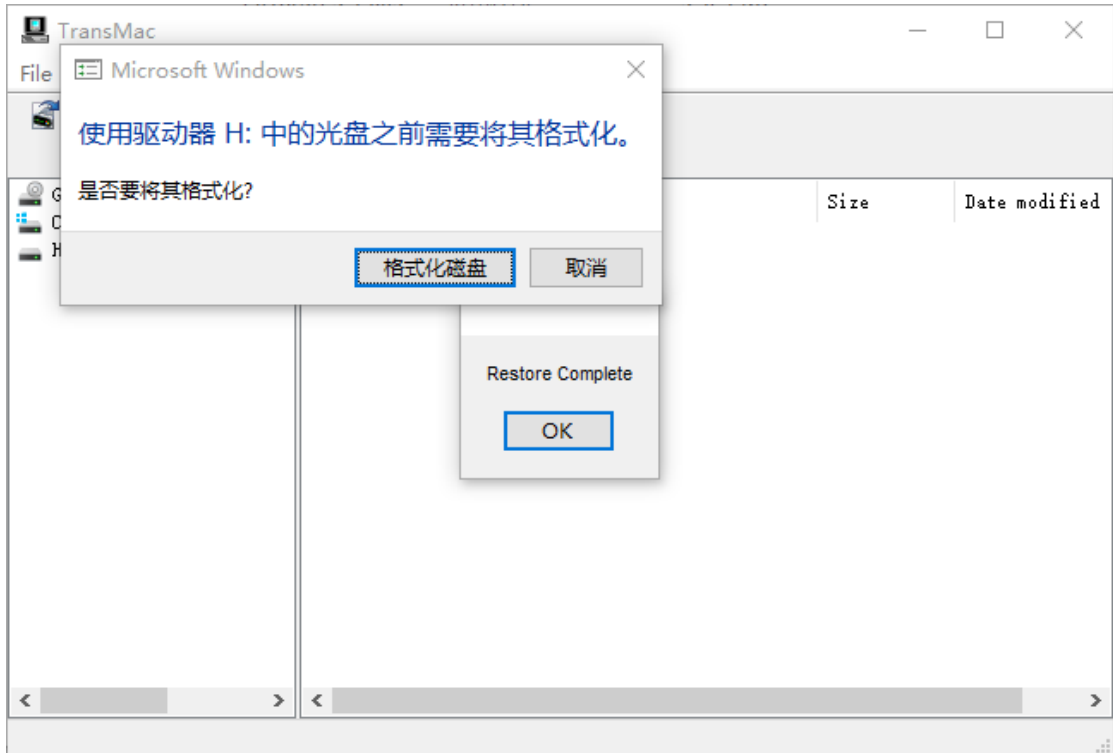 TransMac
File
Microsoft Windows
使用驱动器 H: 中的光盘之前需要将其格式化。
是否要将其格式化?
格式化磁盘
取消
Size
Date modified
G
C
H
Restore Complete
OK